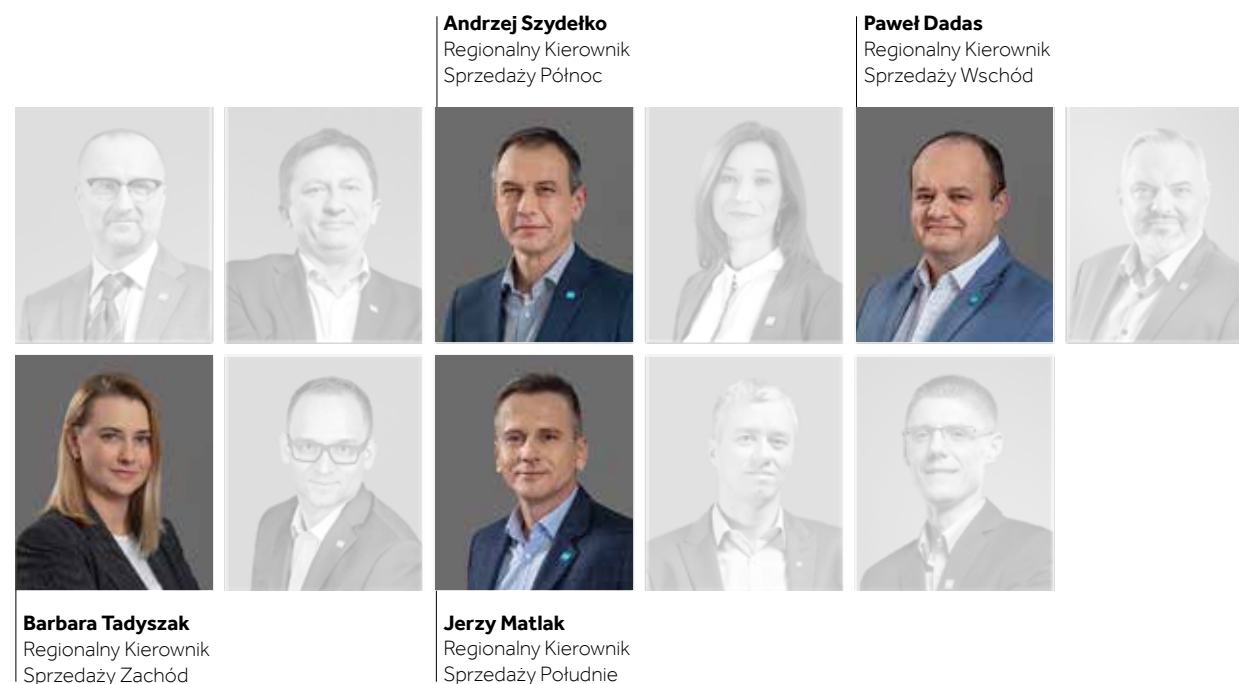 Andrzej Szydełko
Regionalny Kierownik
Sprzedaży Północ
Paweł Dadas
Regionalny Kierownik
Sprzedaży Wschód
Barbara Tadyszak
Regionalny Kierownik
Sprzedaży Zachód
Jerzy Matlak
Regionalny Kierownik
Sprzedaży Południe